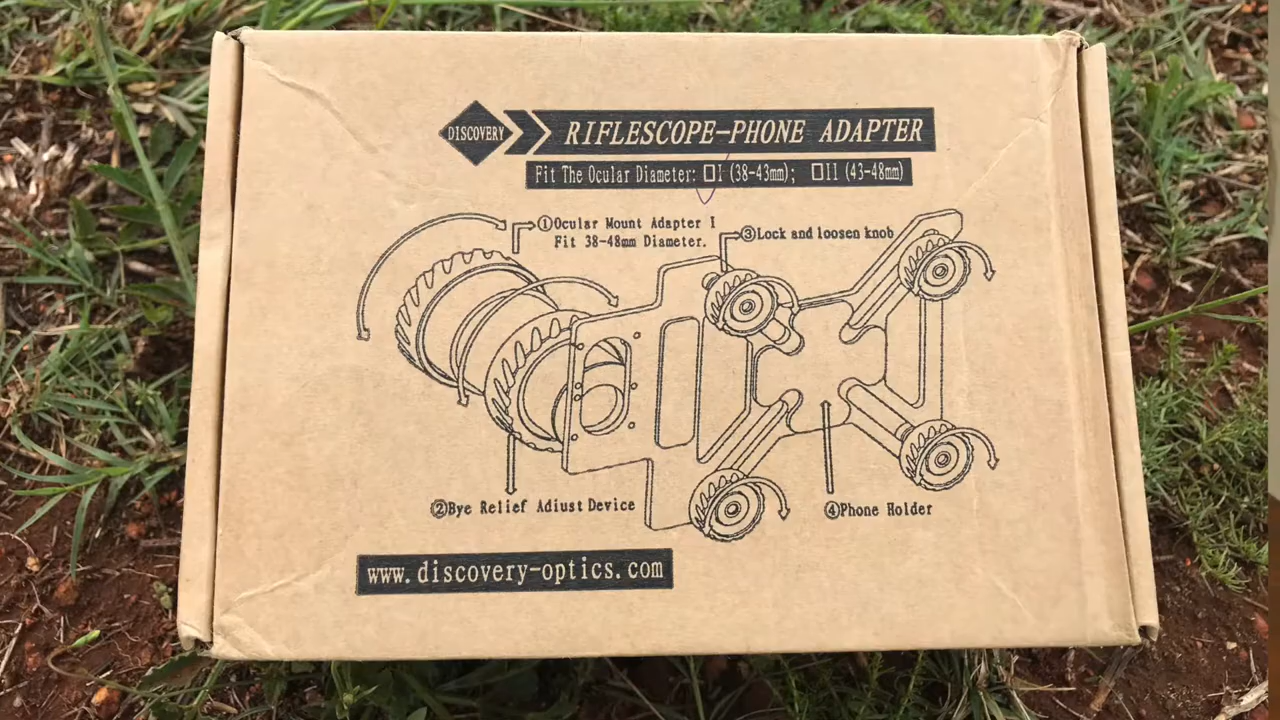 DISCOVERY
RIFLESCOPE-PHONE ADAPTER
Fit The Ocular Diameter: □I (38-43mm); □II (43-48mm)
①Ocular Mount Adapter I
Fit 38-48mm Diameter.
③Lock and loosen knob
②Bye Relief Adiust Device
④Phone Holder
www.discovery-optics.com